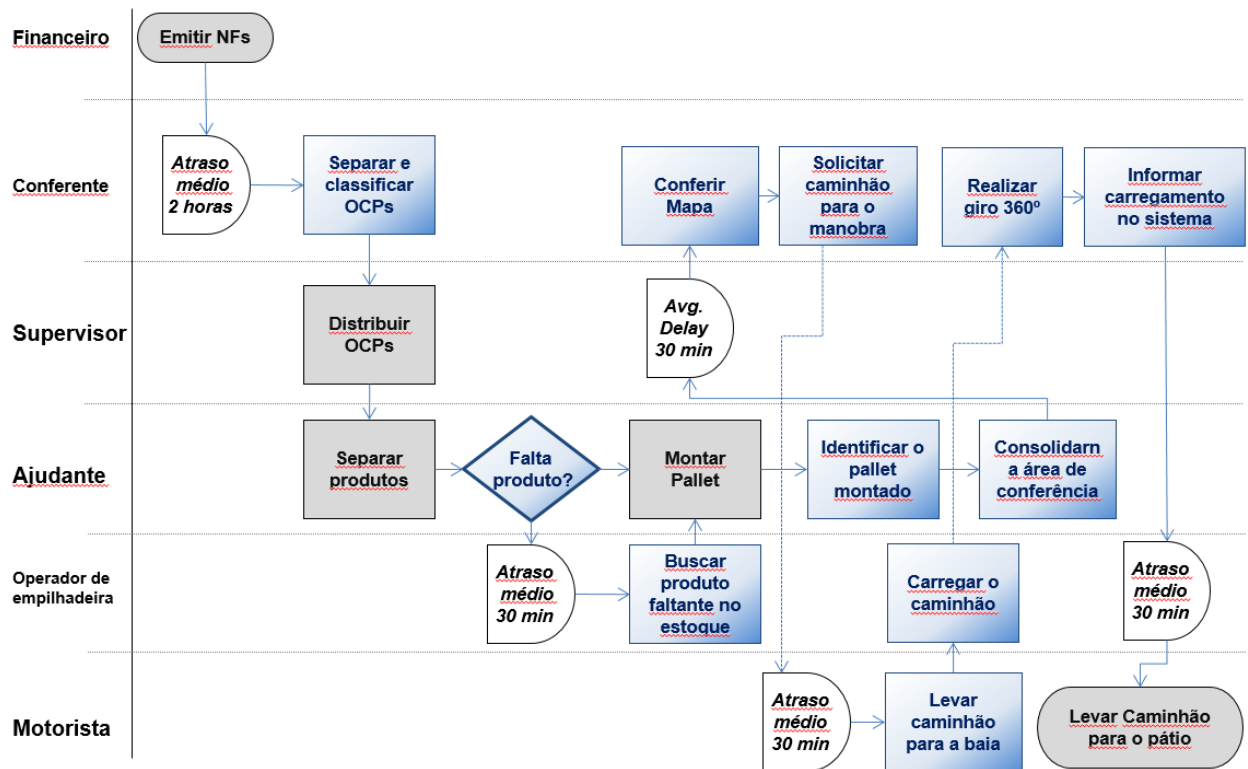 Financeiro
Emitir NFs
Conferente
Atraso
médio
2 horas
Separar e
classificar
OCPs
Conferir
Mapa
Solicitar
caminhão
para o
manobra
Realizar
giro 360º
Informar
carregamento
no sistema
Supervisor
Distribuir
OCPs
Avg.
Delay
30 min
Ajudante
Separar
produtos
Falta
produto?
Montar
Pallet
Identificar o
pallet
montado
Consolidarn
a área de
conferência
Operador de
empilhadeira
Atraso
médio
30 min
Buscar
produto
faltante no
estoque
Carregar o
caminhão
Atraso
médio
30 min
Motorista
Atraso
médio
30 min
Levar
caminhão
para a baia
Levar Caminhão
para o pátio